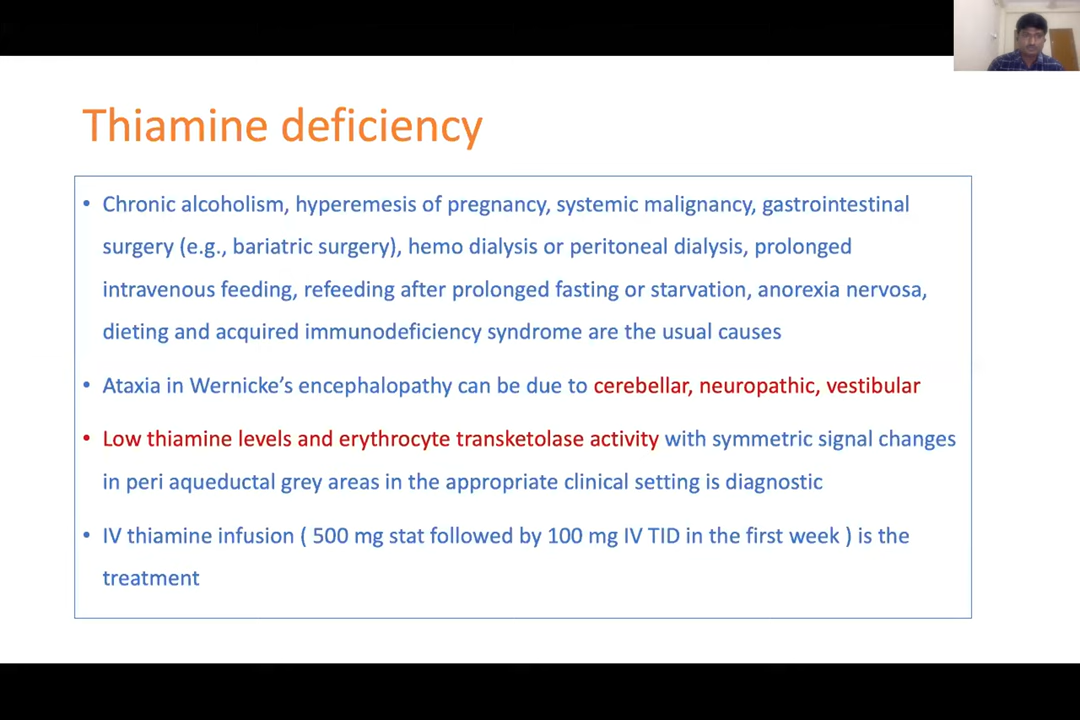 Thiamine deficiency
• Chronic alcoholism, hyperemesis of pregnancy, systemic malignancy, gastrointestinal
surgery (e.g., bariatric surgery), hemo dialysis or peritoneal dialysis, prolonged
intravenous feeding, refeeding after prolonged fasting or starvation, anorexia nervosa,
dieting and acquired immunodeficiency syndrome are the usual causes
• Ataxia in Wernicke's encephalopathy can be due to cerebellar, neuropathic, vestibular
• Low thiamine levels and erythrocyte transketolase activity with symmetric signal changes
in peri aqueductal grey areas in the appropriate clinical setting is diagnostic
• IV thiamine infusion ( 500 mg stat followed by 100 mg IV TID in the first week ) is the
treatment